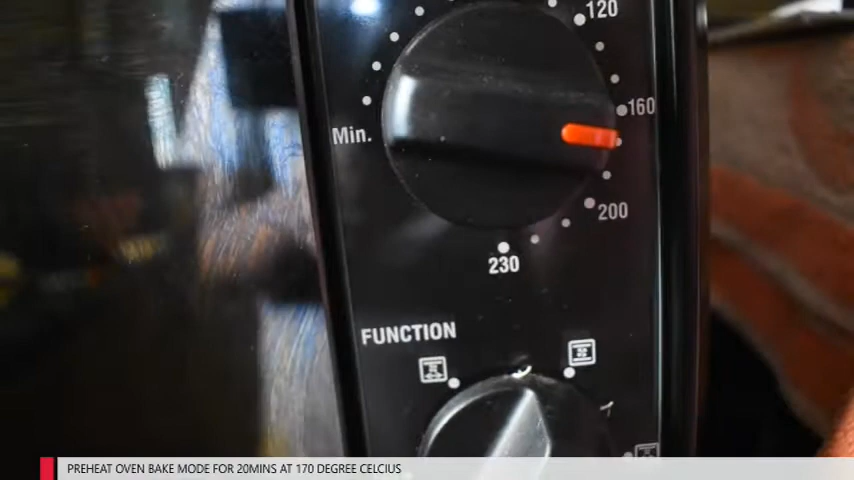 120
160
Min.
200
230
FUNCTION
PREHEAT OVEN BAKE MODE FOR 20MINS AT 170 DEGREE CELCIUS